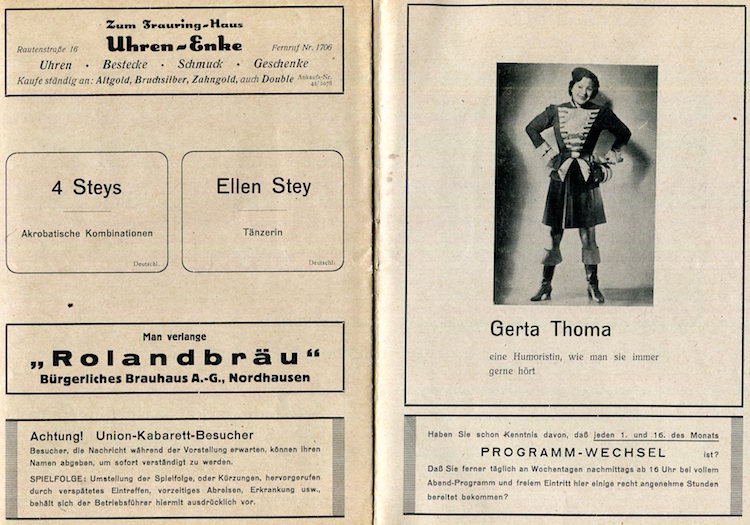 Zum Trauring-Haus
Rautenstraße 16
Uhren-Enke
Fernruf Nr. 1706
Uhren • Bestecke • Schmuck • Geschenke
Kaufe ständig an: Altgold, Bruchsilber, Zahngold, auch Double
4 Steys
Akrobatische Kombinationen
Deutschl.
Ellen Stey
Tänzerin
Deutschl.
Man verlange
„Rolandbräu“
Bürgerliches Brauhaus A.-G., Nordhausen
Achtung! Union-Kabarett-Besucher
Besucher, die Nachricht während der Vorstellung erwarten, können ihren
Namen abgeben, um sofort verständigt zu werden.
SPIELFOLGE: Umstellung der Spielfolge, oder Kürzungen, hervorgerufen
durch verspätetes Eintreffen, vorzeitiges Abreisen, Erkrankung usw.,
behält sich der Betriebsführer hiermit ausdrücklich vor.
Gerta Thoma
eine Humoristin, wie man sie immer
gerne hört
Haben Sie schon Kenntnis davon, daß jeden 1. und 16. des Monats
PROGRAMM-WECHSEL ist?
Daß Sie ferner täglich an Wochentagen nachmittags ab 16 Uhr bei vollem
Abend-Programm und freiem Eintritt hier einige recht angenehme Stunden
bereitet bekommen?